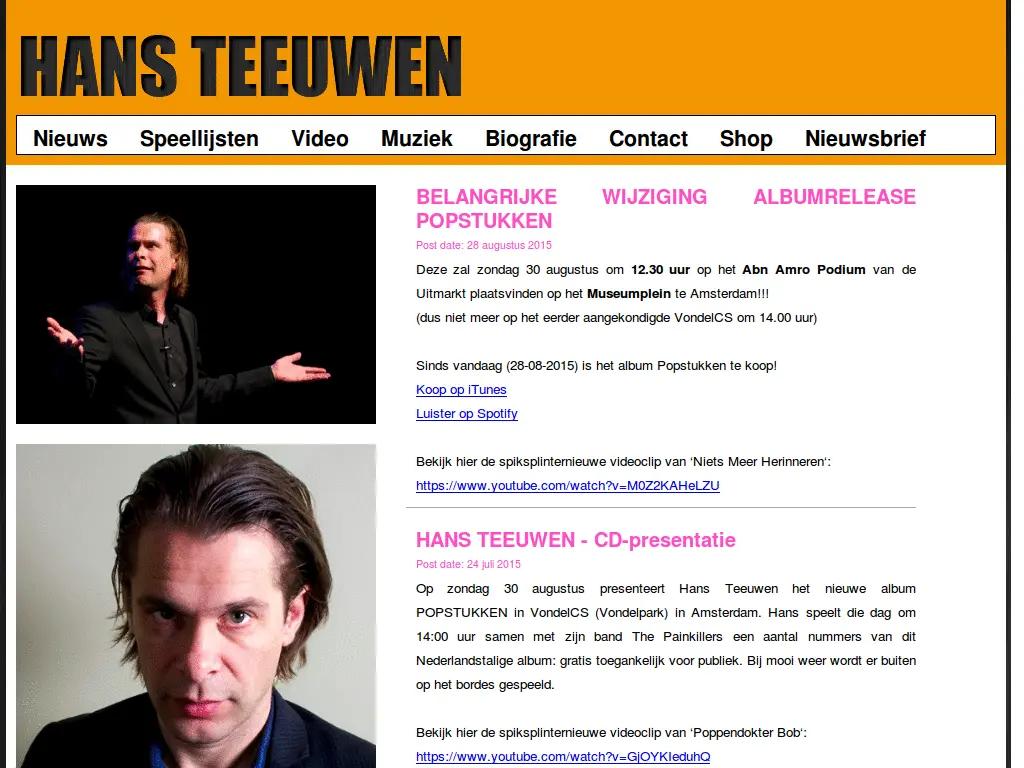 HANS TEEUWEN
Nieuws Speellijsten Video Muziek Biografie Contact Shop Nieuwsbrief
BELANGRIJKE WIJZIGING ALBUMRELEASE
POPSTUKKEN
Post date: 28 augustus 2015
Deze zal zondag 30 augustus om 12.30 uur op het Abn Amro Podium van de
Uitmarkt plaatsvinden op het Museumplein te Amsterdam!!!
(dus niet meer op het eerder aangekondigde VondelCS om 14.00 uur)
Sinds vandaag (28-08-2015) is het album Popstukken te koop!
Koop op iTunes
Luister op Spotify
Bekijk hier de spiksplinternieuwe videoclip van ‘Niets Meer Herinneren‘:
https://www.youtube.com/watch?v=M0Z2KAHeLZU
HANS TEEUWEN - CD-presentatie
Post date: 24 juli 2015
Op zondag 30 augustus presenteert Hans Teeuwen het nieuwe album
POPSTUKKEN in VondelCS (Vondelpark) in Amsterdam. Hans speelt die dag om
14:00 uur samen met zijn band The Painkillers een aantal nummers van dit
Nederlandstalige album: gratis toegankelijk voor publiek. Bij mooi weer wordt er buiten
op het bordes gespeeld.
Bekijk hier de spiksplinternieuwe videoclip van ‘Poppendokter Bob‘:
https://www.youtube.com/watch?v=GjOYKIeduhQ